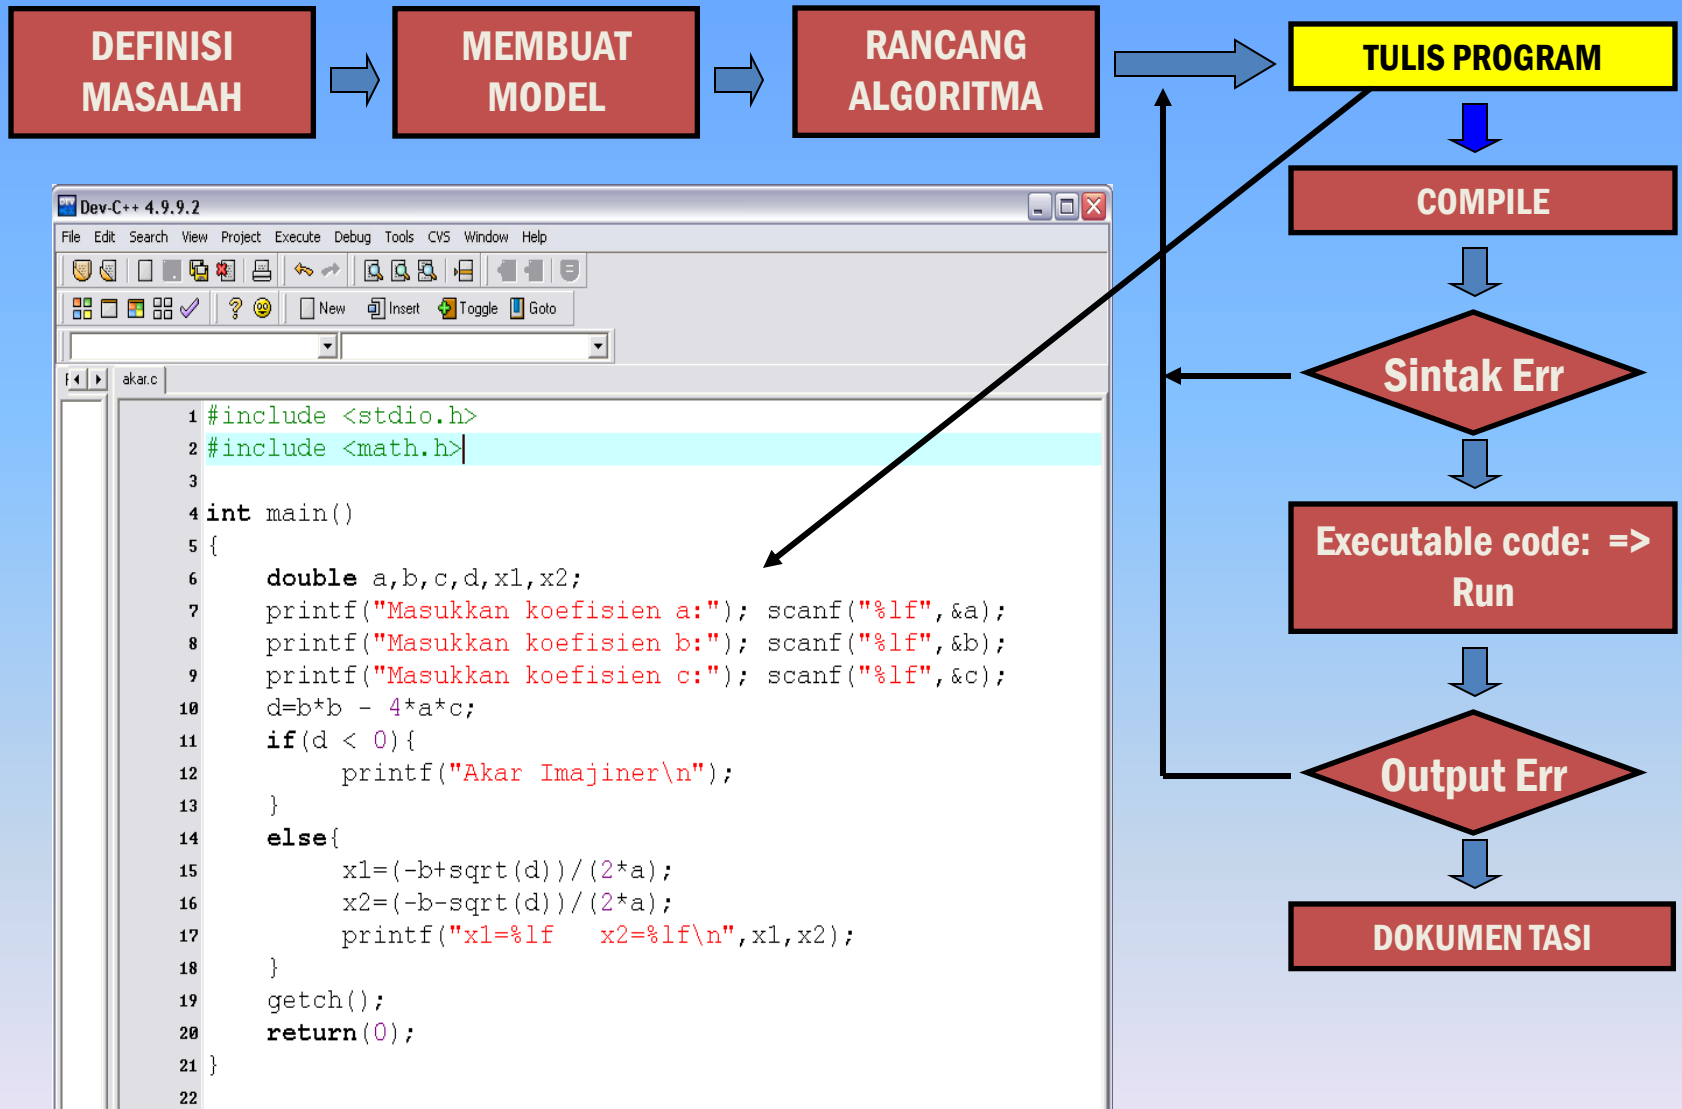 DEFINISI
MASALAH
MEMBUAT
MODEL
RANCANG
ALGORITMA
TULIS PROGRAM
COMPILE
Sintak Err
Executable code: =>
Run
Output Err
DOKUMEN TASI
Dev-C++ 4.9.9.2
File Edit Search View Project Execute Debug Tools CVS Window Help
New Insert Toggle Goto
akar.c
1 #include <stdio.h>
2 #include <math.h>
3
4 int main()
5 {
6 double a,b,c,d,x1,x2;
7 printf("Masukkan koefisien a:"); scanf("%lf",&a);
8 printf("Masukkan koefisien b:"); scanf("%lf",&b);
9 printf("Masukkan koefisien c:"); scanf("%lf",&c);
10 d=b*b - 4*a*c;
11 if(d < 0){
12 printf("Akar Imajiner\n");
13 }
14 else{
15 x1=(-b+sqrt(d))/(2*a);
16 x2=(-b-sqrt(d))/(2*a);
17 printf("x1=%lf   x2=%lf\n",x1,x2);
18 }
19 getch();
20 return(0);
21 }
22